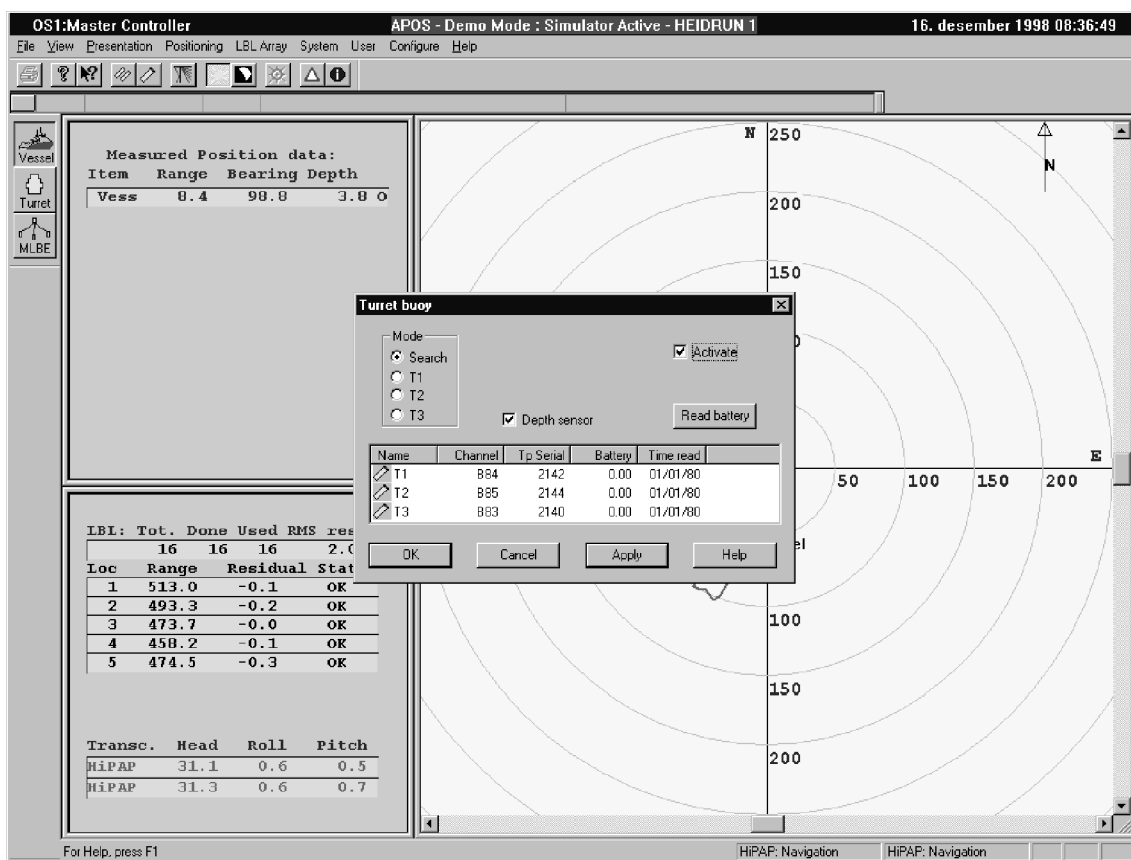 OS1:Master Controller APOS - Demo Mode : Simulator Active - HEIDRUN 1 16. desember 1998 08:36:49
File View Presentation Positioning LBL Array System User Configure Help
Vessel
Turret
MLBE
Measured Position data:
Item Range Bearing Depth
Vess 8.4 98.8 3.8 O
N 250
N
200
150
E
50 100 150 200
100
150
200
Turret buoy
Mode
Search
T1
T2
T3
Activate
Depth sensor
Read battery
Name Channel Tp Serial Battery Time read
T1 B84 2142 0.00 01/01/80
T2 B85 2144 0.00 01/01/80
T3 B83 2140 0.00 01/01/80
OK Cancel Apply Help
el
LBL: Tot. Done Used RMS res
16 16 16 2.0
Loc Range Residual Stat
1 513.0 -0.1 OK
2 493.3 -0.2 OK
3 473.7 -0.0 OK
4 458.2 -0.1 OK
5 474.5 -0.3 OK
Transc. Head Roll Pitch
HiPAP 31.1 0.6 0.5
HiPAP 31.3 0.6 0.7
For Help, press F1 HiPAP: Navigation HiPAP: Navigation